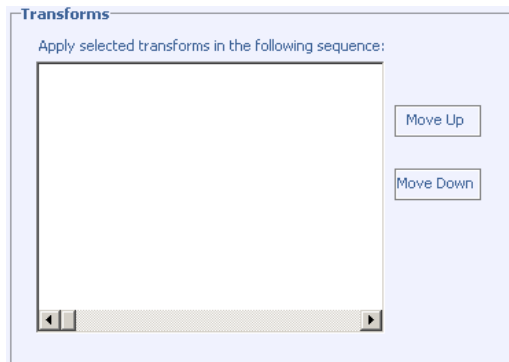 Transforms
Apply selected transforms in the following sequence:
Move Up
Move Down